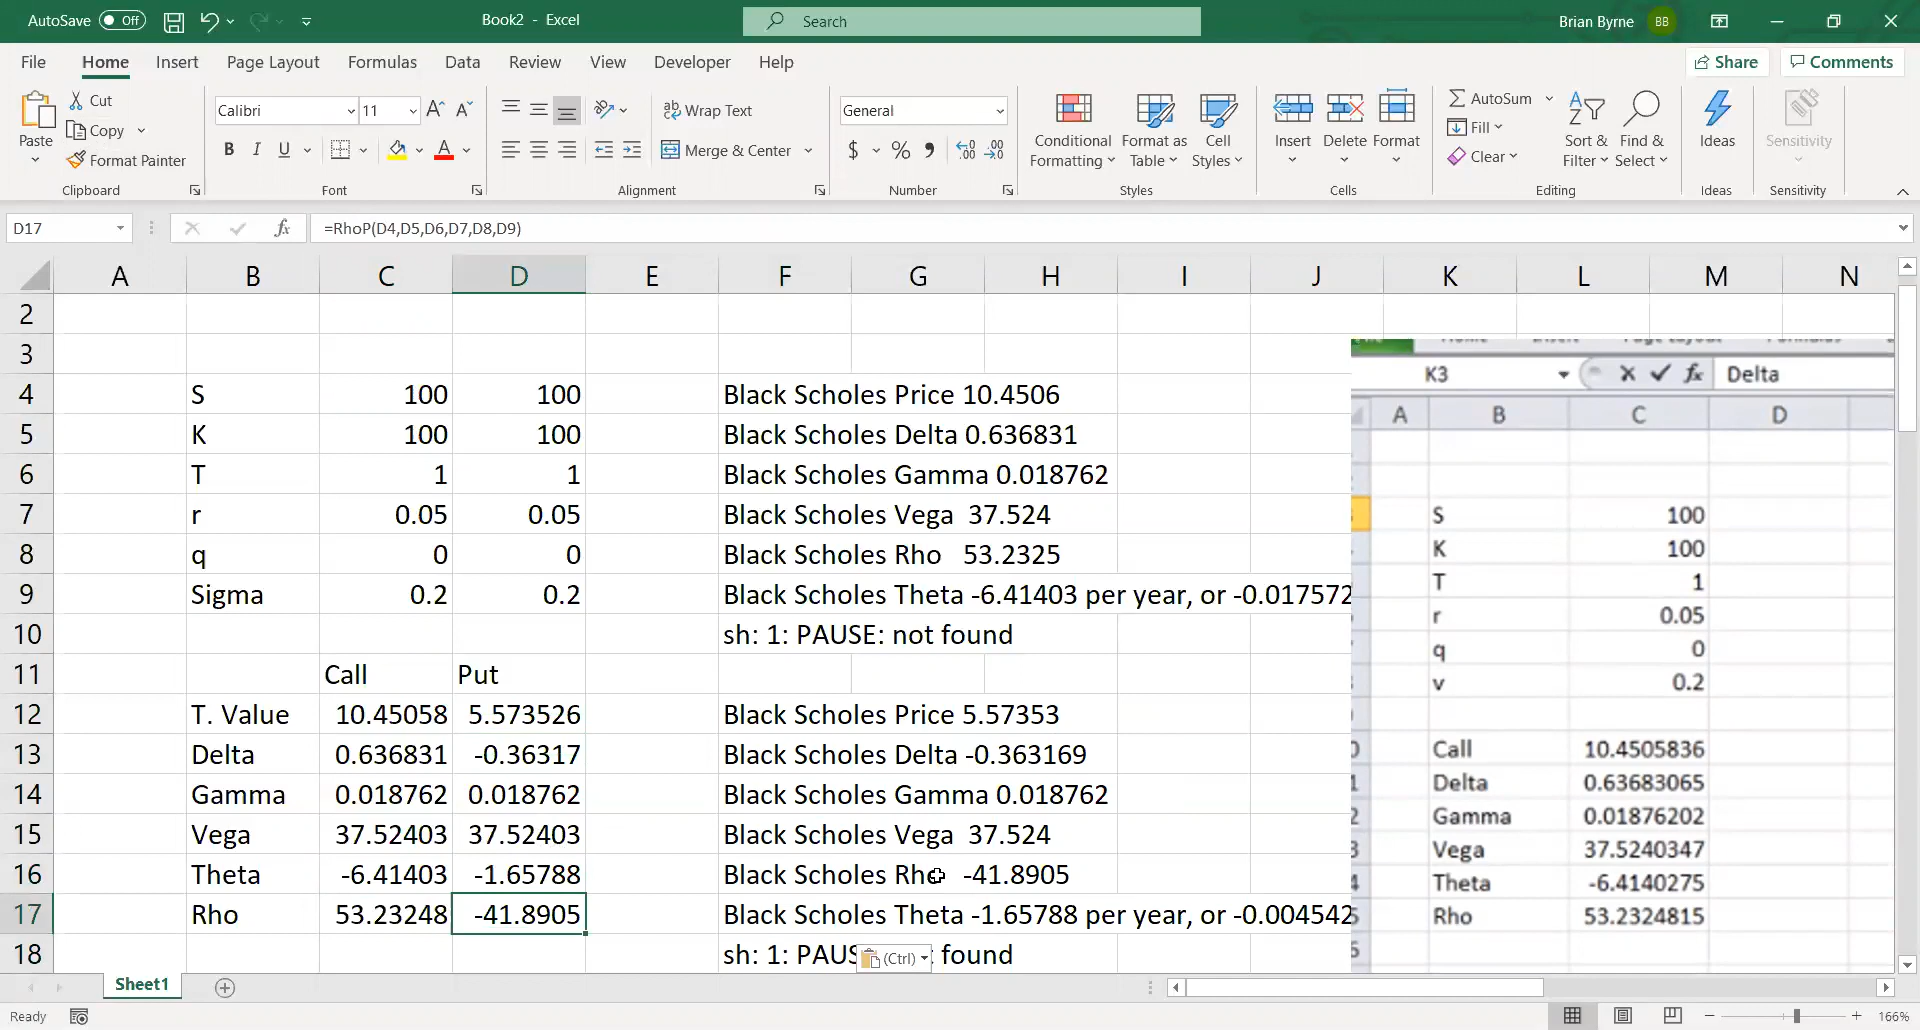 AutoSave Off Book2 - Excel Search Brian Byrne BB
File Home Insert Page Layout Formulas Data Review View Developer Help Share Comments
Paste Cut Copy Format Painter Clipboard
Calibri 11 B I U A Font
Wrap Text Merge & Center Alignment
General $ % Number
Conditional Formatting Format as Table Cell Styles Styles
Insert Delete Format Cells
AutoSum Fill Clear Sort & Filter Find & Select Editing
Ideas Ideas
Sensitivity Sensitivity
D17 fx =RhoP(D4,D5,D6,D7,D8,D9)
A B C D E F G H I J K L M N
2
3
4 S 100 100 Black Scholes Price 10.4506
5 K 100 100 Black Scholes Delta 0.636831
6 T 1 1 Black Scholes Gamma 0.018762
7 r 0.05 0.05 Black Scholes Vega 37.524
8 q 0 0 Black Scholes Rho 53.2325
9 Sigma 0.2 0.2 Black Scholes Theta -6.41403 per year, or -0.017572
10 sh: 1: PAUSE: not found
11 Call Put
12 T. Value 10.45058 5.573526 Black Scholes Price 5.57353
13 Delta 0.636831 -0.36317 Black Scholes Delta -0.363169
14 Gamma 0.018762 0.018762 Black Scholes Gamma 0.018762
15 Vega 37.52403 37.52403 Black Scholes Vega 37.524
16 Theta -6.41403 -1.65788 Black Scholes Rho -41.8905
17 Rho 53.23248 -41.8905 Black Scholes Theta -1.65788 per year, or -0.004542
18 sh: 1: PAUS (Ctrl) found
K3 fx Delta
A B C D
S 100
K 100
T 1
r 0.05
q 0
v 0.2
Call 10.4505836
Delta 0.63683065
Gamma 0.01876202
Vega 37.5240347
Theta -6.4140275
Rho 53.2324815
Sheet1
Ready 166%